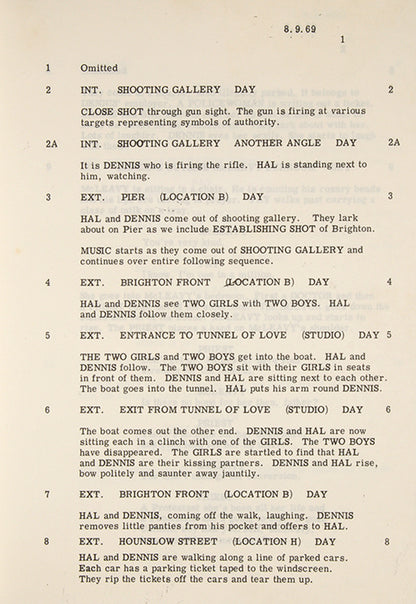 8.9.69
1
1 Omitted
2 INT. SHOOTING GALLERY DAY 2
CLOSE SHOT through gun sight. The gun is firing at various
targets representing symbols of authority.
2A INT. SHOOTING GALLERY ANOTHER ANGLE DAY 2A
It is DENNIS who is firing the rifle. HAL is standing next to
him, watching.
3 EXT. PIER (LOCATION B) DAY 3
HAL and DENNIS come out of shooting gallery. They lark
about on Pier as we include ESTABLISHING SHOT of Brighton.
MUSIC starts as they come out of SHOOTING GALLERY and
continues over entire following sequence.
4 EXT. BRIGHTON FRONT (LOCATION B) DAY 4
HAL and DENNIS see TWO GIRLS with TWO BOYS. HAL
and DENNIS follow them closely.
5 EXT. ENTRANCE TO TUNNEL OF LOVE (STUDIO) DAY 5
THE TWO GIRLS and TWO BOYS get into the boat. HAL and
DENNIS follow. The TWO BOYS sit with their GIRLS in seats
in front of them. DENNIS and HAL are sitting next to each other.
The boat goes into the tunnel. HAL puts his arm round DENNIS.
6 EXT. EXIT FROM TUNNEL OF LOVE (STUDIO) DAY 6
The boat comes out the other end. DENNIS and HAL are now
sitting each in a clinch with one of the GIRLS. The TWO BOYS
have disappeared. The GIRLS are startled to find that HAL
and DENNIS are their kissing partners. DENNIS and HAL rise,
bow politely and saunter away jauntily.
7 EXT. BRIGHTON FRONT (LOCATION B) DAY
HAL and DENNIS, coming off the walk, laughing. DENNIS
removes little panties from his pocket and offers to HAL.
8 EXT. HOUNSLOW STREET (LOCATION H) DAY 8
HAL and DENNIS are walking along a line of parked cars.
Each car has a parking ticket taped to the windscreen.
They rip the tickets off the cars and tear them up.